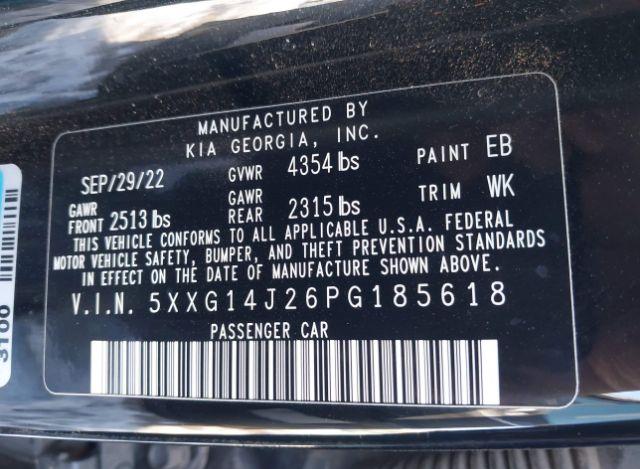 MANUFACTURED BY
KIA GEORGIA, INC.
SEP/29/22 GVWR 4354 lbs PAINT EB
GAWR FRONT 2513 lbs GAWR REAR 2315 lbs TRIM WK
THIS VEHICLE CONFORMS TO ALL APPLICABLE U.S.A. FEDERAL
MOTOR VEHICLE SAFETY, BUMPER, AND THEFT PREVENTION STANDARDS
IN EFFECT ON THE DATE OF MANUFACTURE SHOWN ABOVE.
V.I.N. 5XXG14J26PG185618
PASSENGER CAR
3100